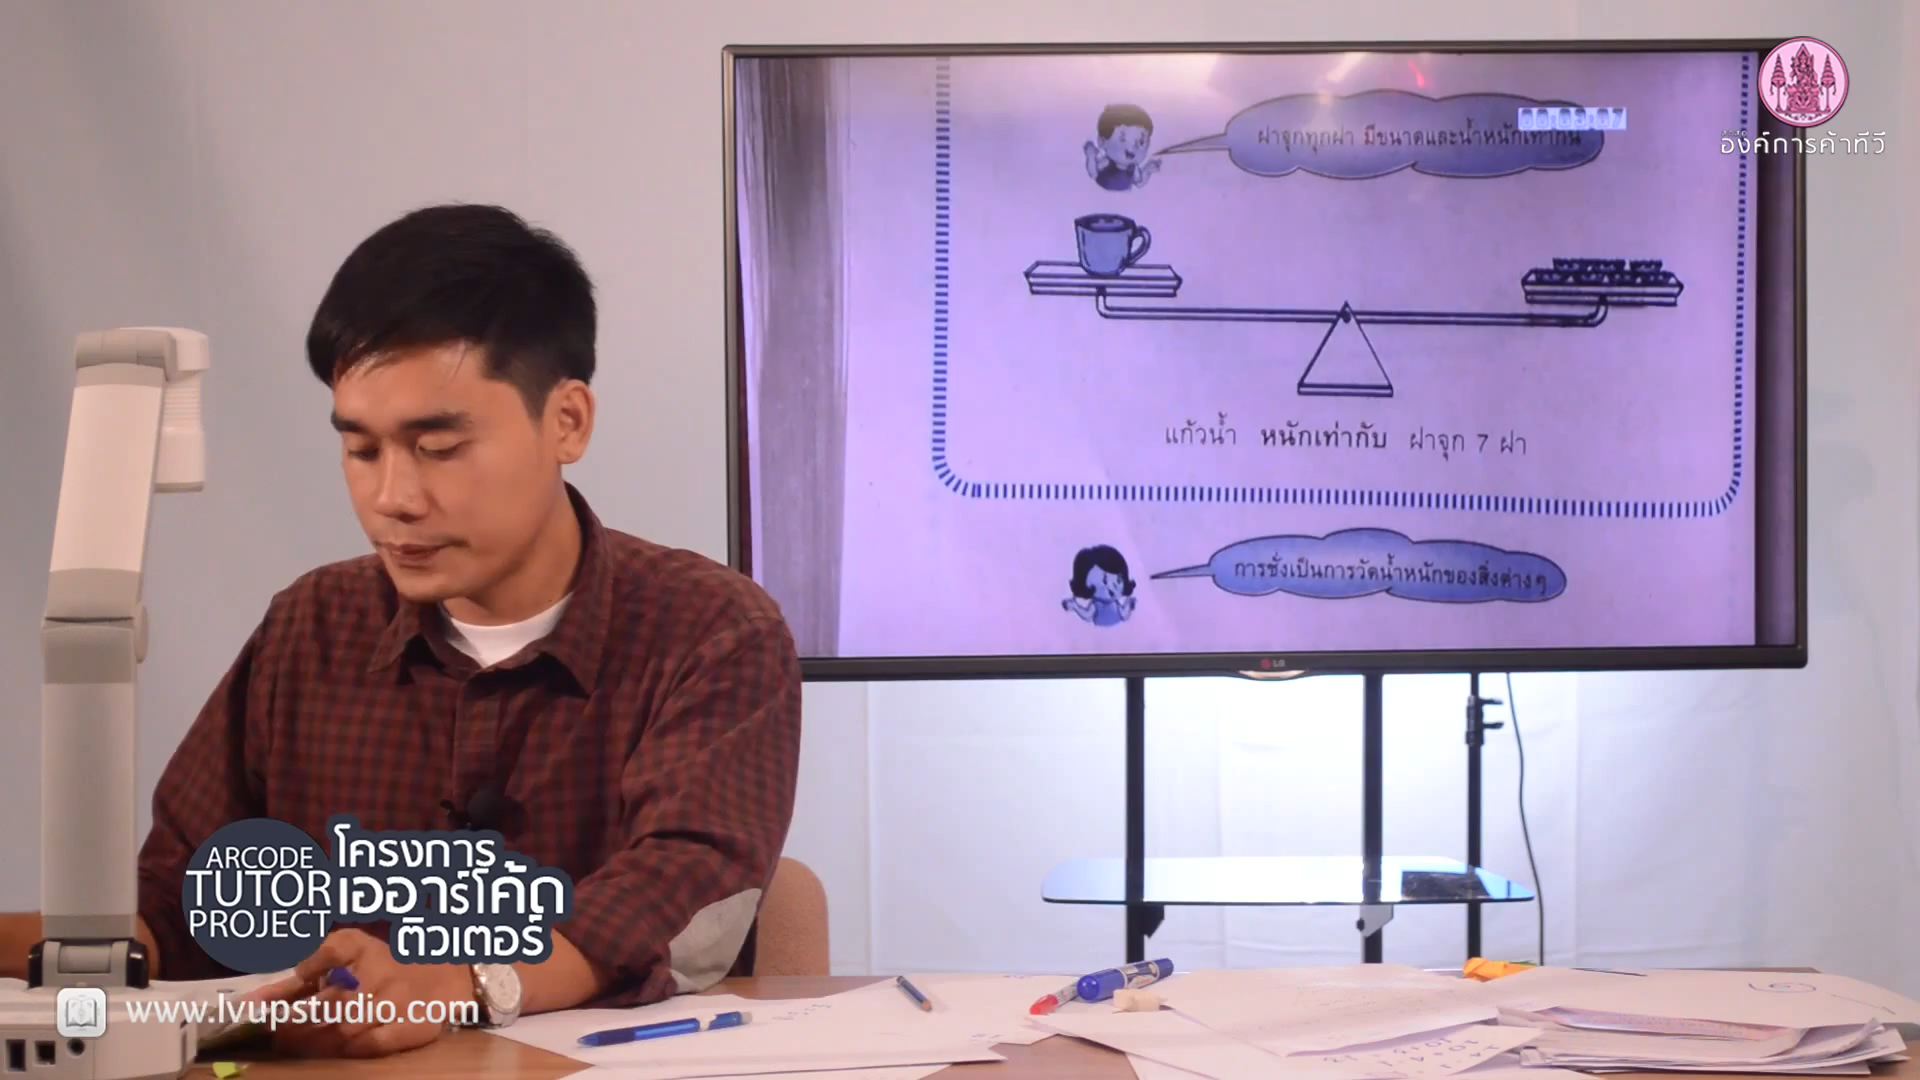 ฝาจุกทุกฝา มีขนาดและน้ำหนักเท่ากัน
องค์การค้าทีวี
แก้วน้ำ หนักเท่ากับ ฝาจุก 7 ฝา
การชั่งเป็นการวัดน้ำหนักของสิ่งต่างๆ
LG
ARCODE
TUTOR
PROJECT
โครงการ
เออาร์โค้ด
ติวเตอร์
www.lvupstudio.com